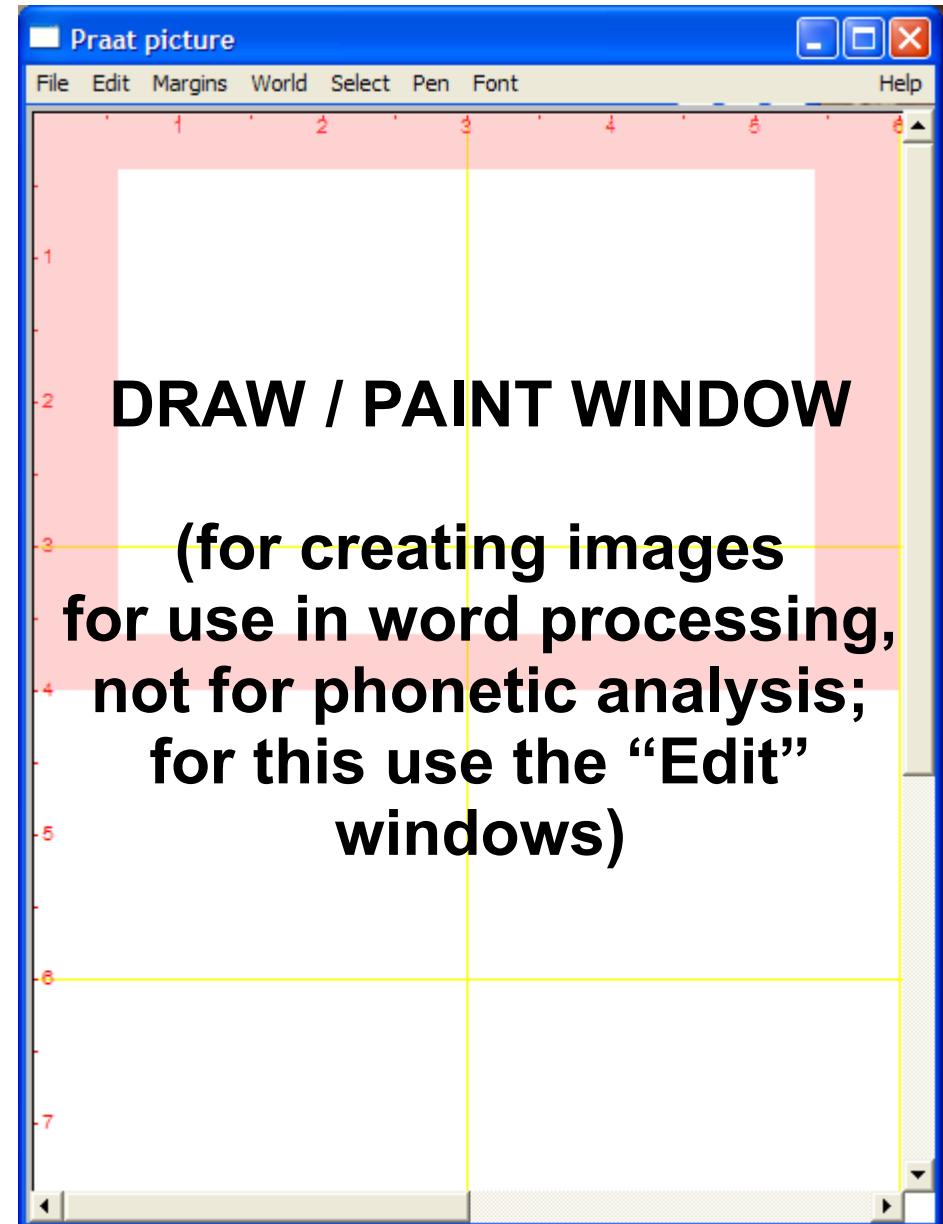 Praat picture
File Edit Margins World Select Pen Font Help
1 2 3 4 5 6
1
2
DRAW / PAINT WINDOW
3
(for creating images
for use in word processing,
4
not for phonetic analysis;
for this use the “Edit”
5
windows)
6
7